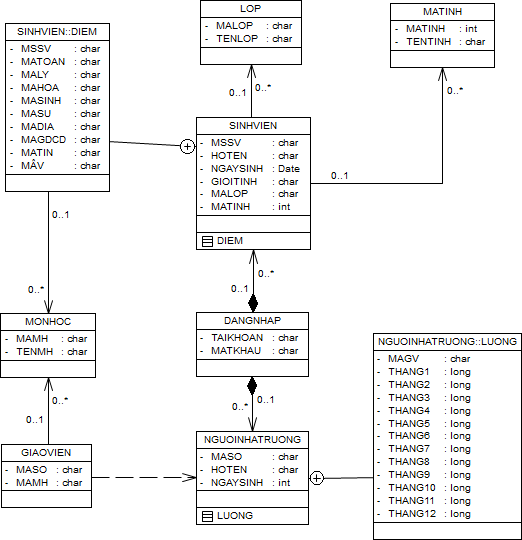 LOP
- MALOP : char
- TENLOP : char
MATINH
- MATINH : int
- TENTINH : char
SINHVIEN::DIEM
- MSSV : char
- MATOAN : char
- MALY : char
- MAHOA : char
- MASINH : char
- MASU : char
- MADIA : char
- MAGDCD : char
- MATIN : char
- MÃV : char
0..1
0..*
0..*
SINHVIEN
- MSSV : char
- HOTEN : char
- NGAYSINH : Date
- GIOITINH : char
- MALOP : char
- MATINH : int
DIEM
0..1
0..1
0..*
0..*
0..1
MONHOC
- MAMH : char
- TENMH : char
DANGNHAP
- TAIKHOAN : char
- MATKHAU : char
0..*
0..1
0..1
0..*
GIAOVIEN
- MASO : char
- MAMH : char
NGUOINHATRUONG
- MASO : char
- HOTEN : char
- NGAYSINH : int
LUONG
NGUOINHATRUONG::LUONG
- MAGV : char
- THANG1 : long
- THANG2 : long
- THANG3 : long
- THANG4 : long
- THANG5 : long
- THANG6 : long
- THANG7 : long
- THANG8 : long
- THANG9 : long
- THANG10 : long
- THANG11 : long
- THANG12 : long